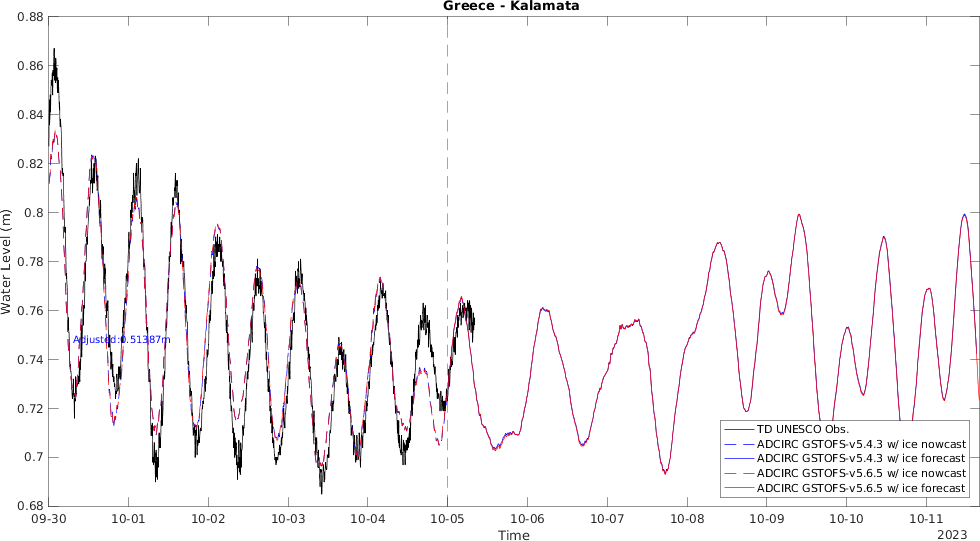 Greece - Kalamata
0.88
0.86
0.84
0.82
0.8
0.78
0.76
0.74
0.72
0.7
0.68
Water Level (m)
Adjusted:0.51387m
TD UNESCO Obs.
ADCIRC GSTOFS-v5.4.3 w/ ice nowcast
ADCIRC GSTOFS-v5.4.3 w/ ice forecast
ADCIRC GSTOFS-v5.6.5 w/ ice nowcast
ADCIRC GSTOFS-v5.6.5 w/ ice forecast
09-30 10-01 10-02 10-03 10-04 10-05 10-06 10-07 10-08 10-09 10-10 10-11
Time
2023